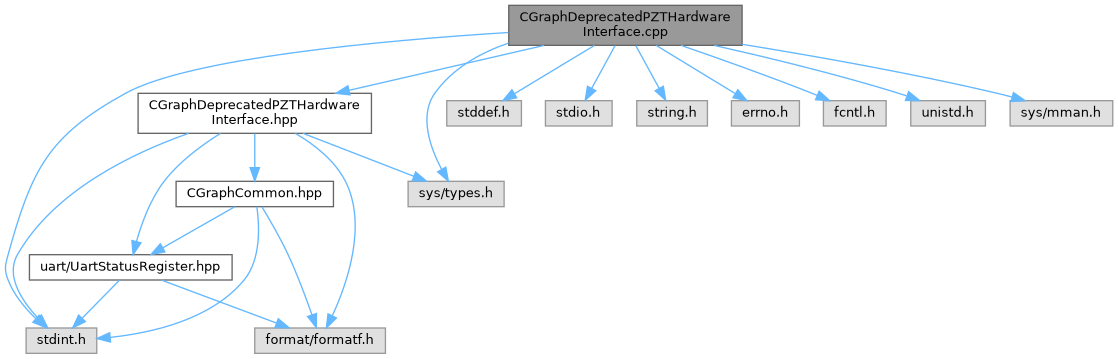 CGraphDeprecatedPZTHardware
Interface.cpp
CGraphDeprecatedPZTHardware
Interface.hpp
stddef.h
stdio.h
string.h
errno.h
fcntl.h
unistd.h
sys/mman.h
CGraphCommon.hpp
sys/types.h
uart/UartStatusRegister.hpp
stdint.h
format/formatf.h